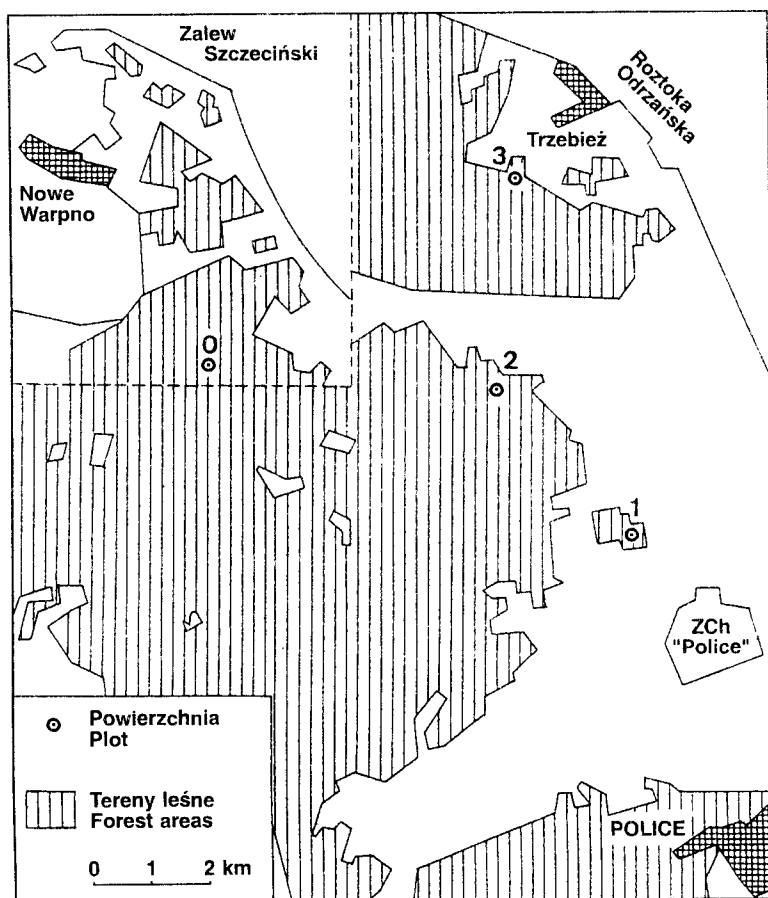 Zalew
Szczeciński
Roztoka
Odrzańska
Trzebież
3
Nowe
Warpno
0
2
1
ZCh
"Police"
Powierzchnia
Plot
Tereny leśne
Forest areas
0 1 2 km
POLICE